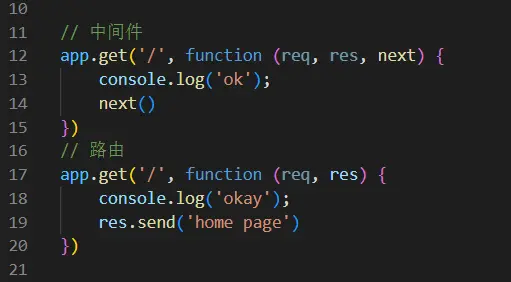 10
11 // 中间件
12 app.get('/', function (req, res, next) {
13     console.log('ok');
14     next()
15 })
16 // 路由
17 app.get('/', function (req, res) {
18     console.log('okay');
19     res.send('home page')
20 })
21